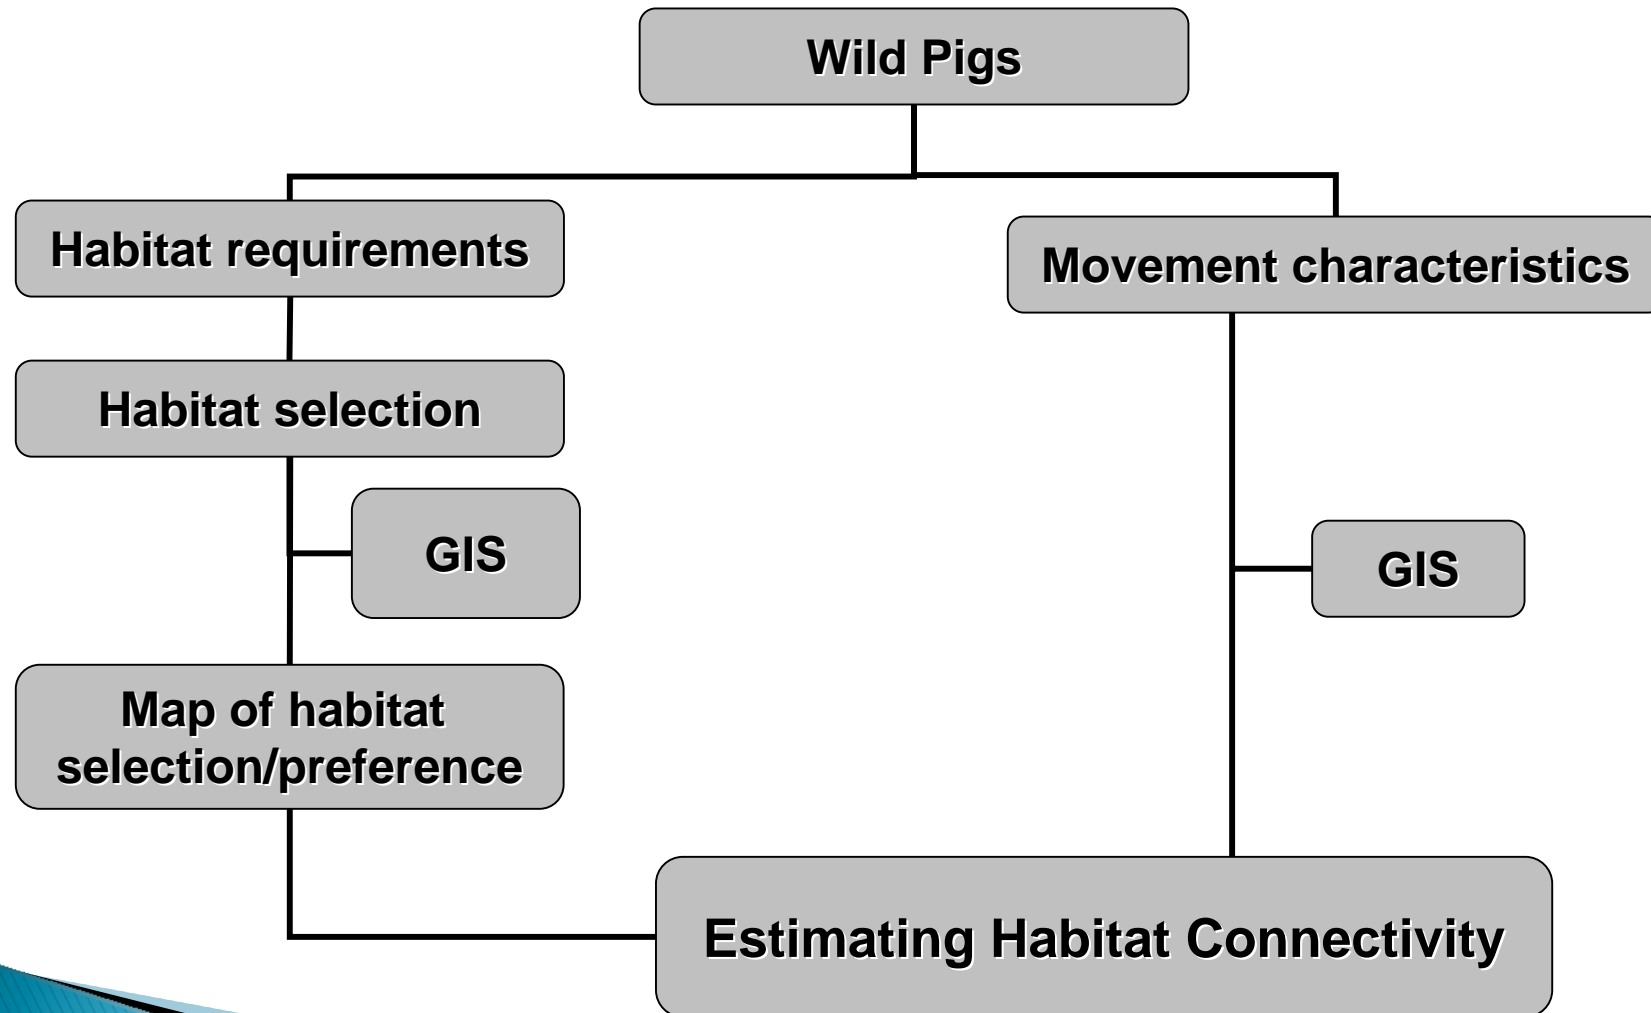 Wild Pigs
Habitat requirements
Movement characteristics
Habitat selection
GIS
GIS
Map of habitat
selection/preference
Estimating Habitat Connectivity